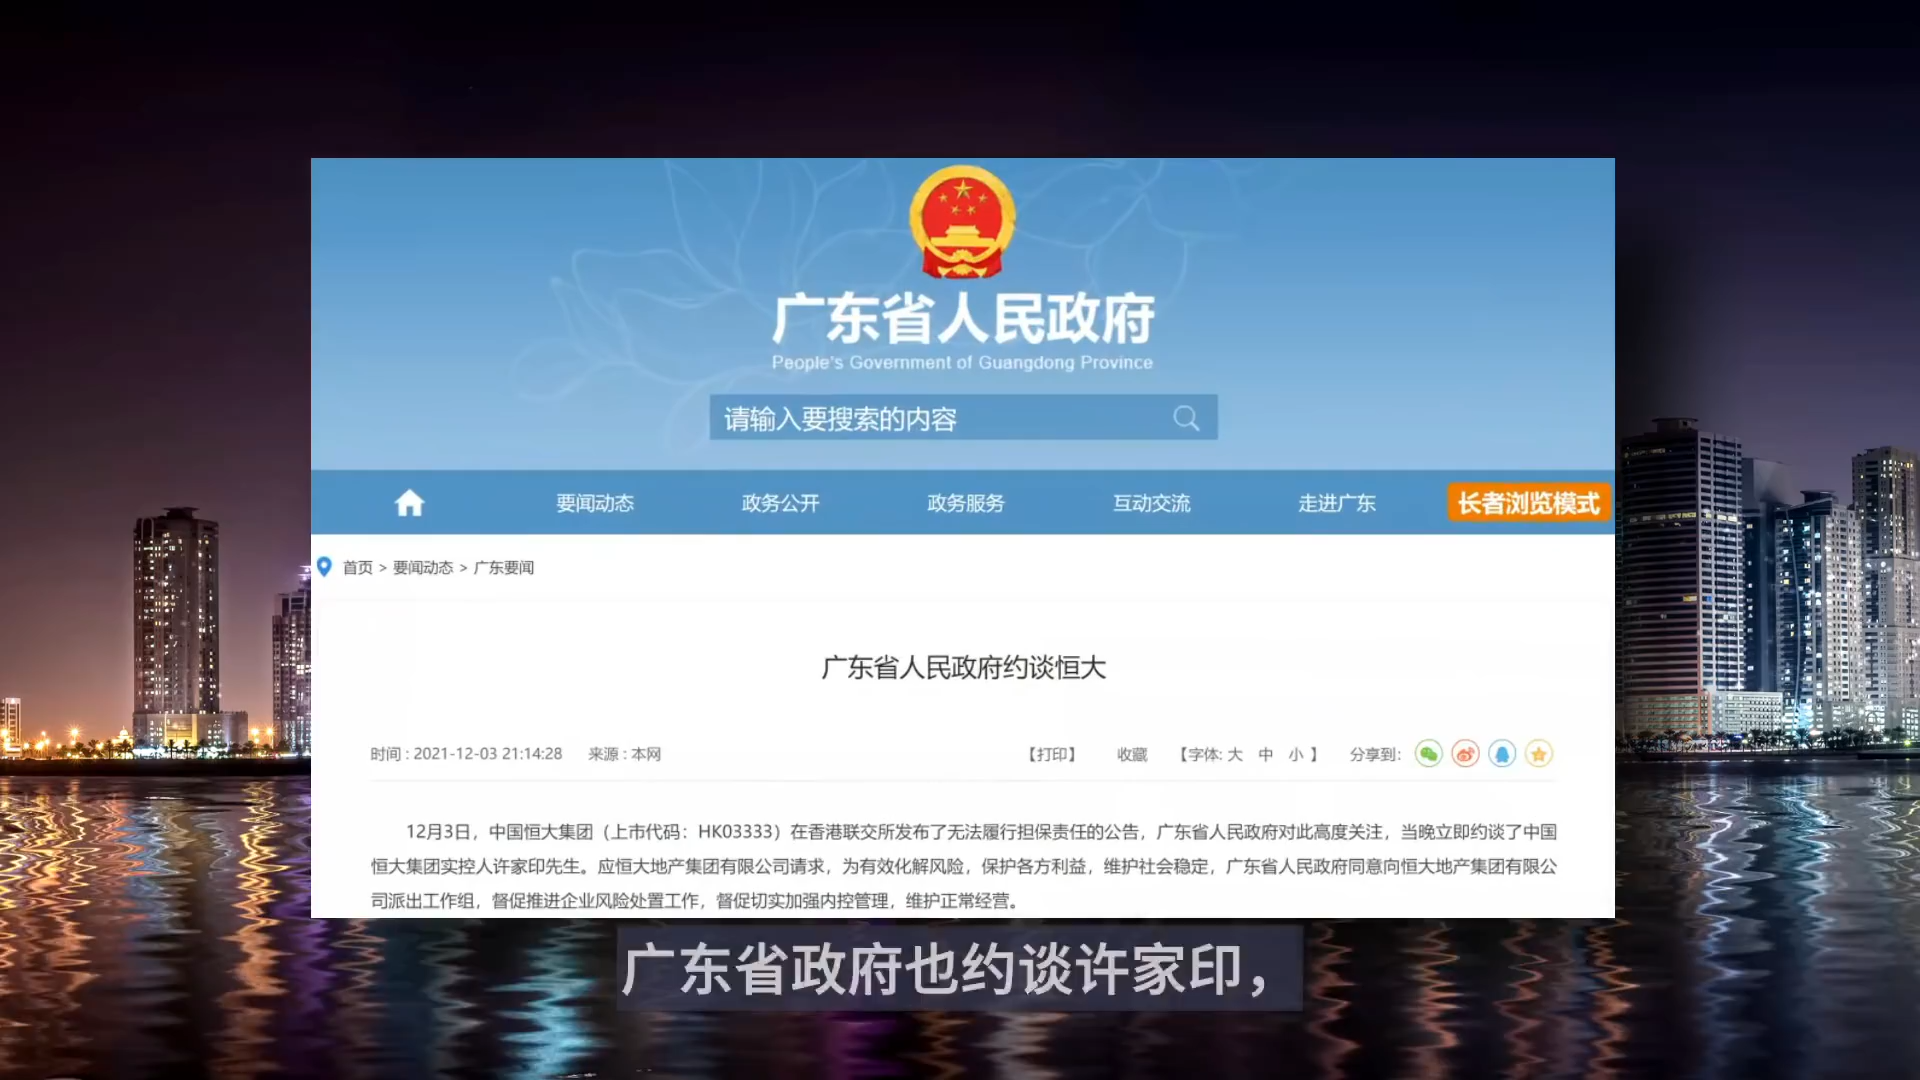 广东省人民政府
People's Government of Guangdong Province
请输入要搜索的内容
要闻动态 政务公开 政务服务 互动交流 走进广东 长者浏览模式
首页 > 要闻动态 > 广东要闻
广东省人民政府约谈恒大
时间 : 2021-12-03 21:14:28 来源 : 本网 【打印】 收藏 【字体: 大 中 小 】 分享到:
12月3日，中国恒大集团（上市代码：HK03333）在香港联交所发布了无法履行担保责任的公告，广东省人民政府对此高度关注，当晚立即约谈了中国
恒大集团实控人许家印先生。应恒大地产集团有限公司请求，为有效化解风险，保护各方利益，维护社会稳定，广东省人民政府同意向恒大地产集团有限公
司派出工作组，督促推进企业风险处置工作，督促切实加强内控管理，维护正常经营。
广东省政府也约谈许家印，